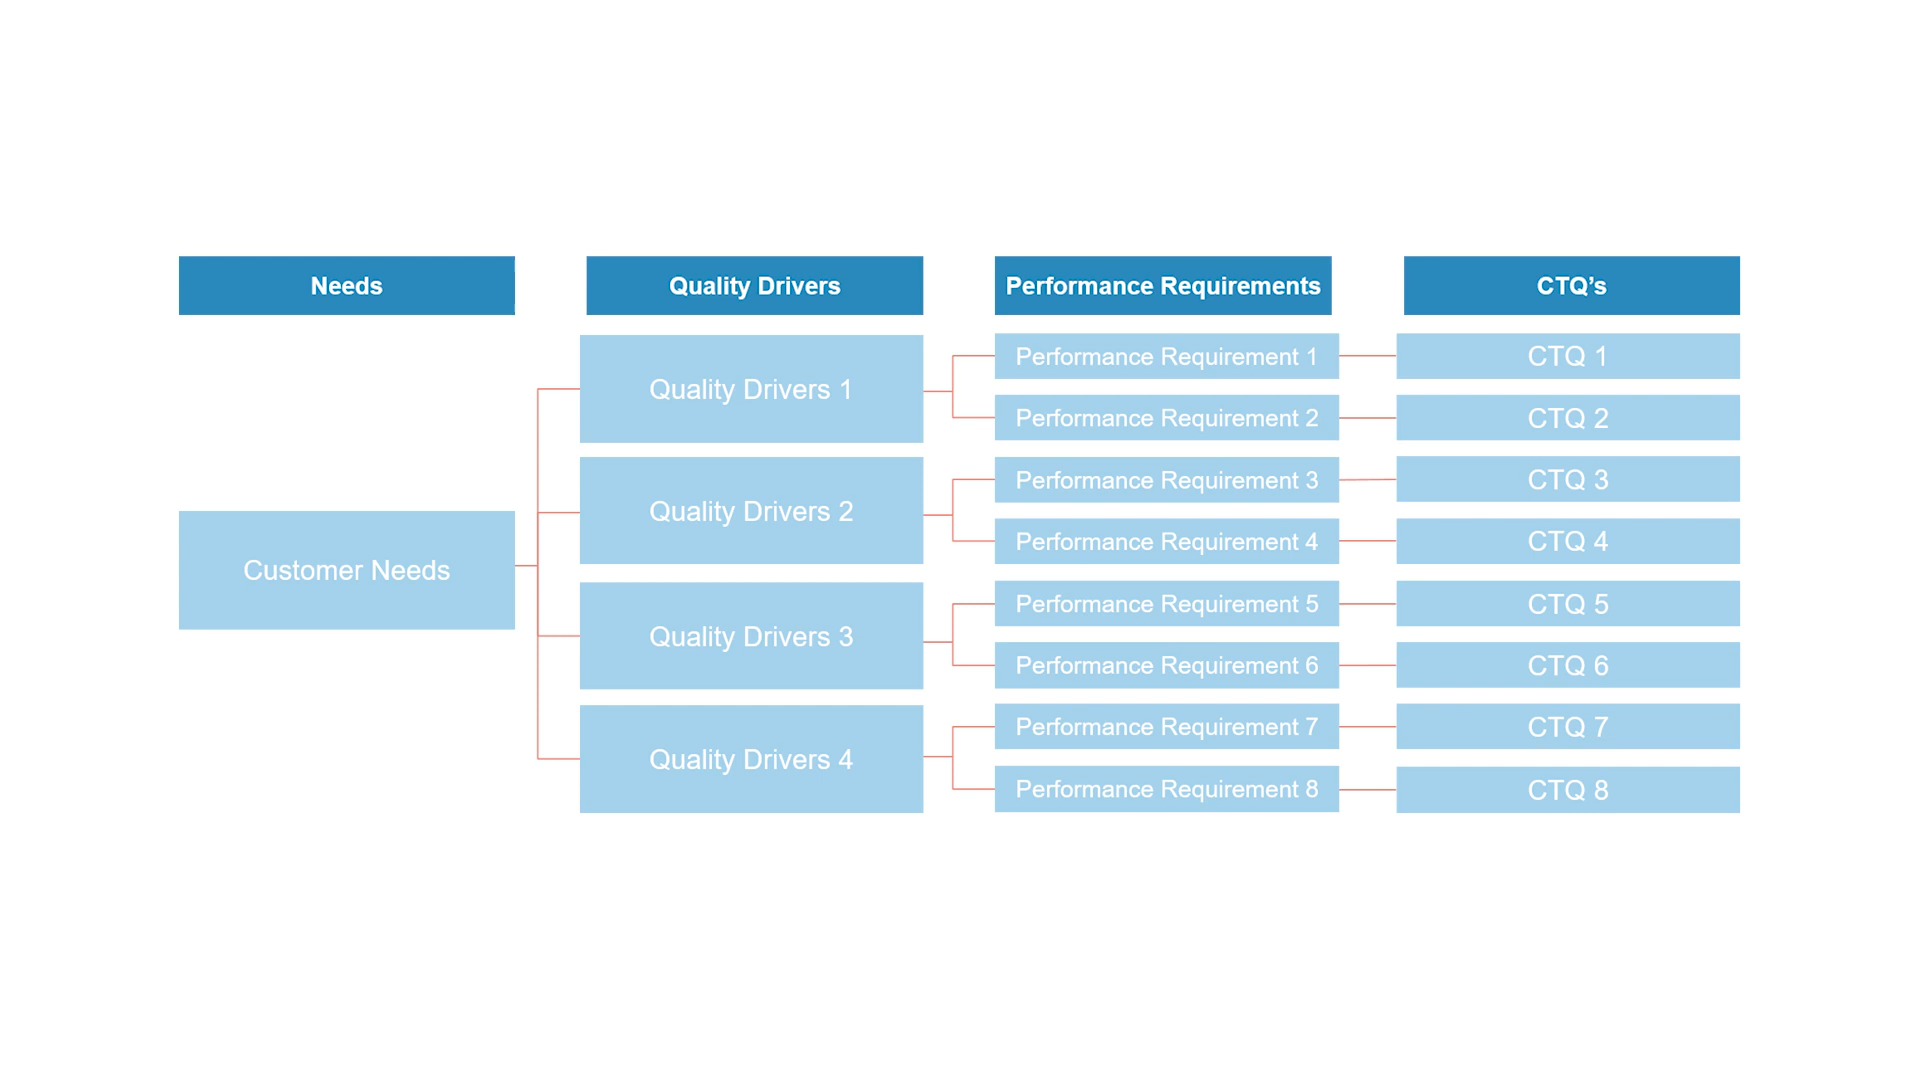 Needs
Quality Drivers
Performance Requirements
CTQ’s
Customer Needs
Quality Drivers 1
Quality Drivers 2
Quality Drivers 3
Quality Drivers 4
Performance Requirement 1
Performance Requirement 2
Performance Requirement 3
Performance Requirement 4
Performance Requirement 5
Performance Requirement 6
Performance Requirement 7
Performance Requirement 8
CTQ 1
CTQ 2
CTQ 3
CTQ 4
CTQ 5
CTQ 6
CTQ 7
CTQ 8